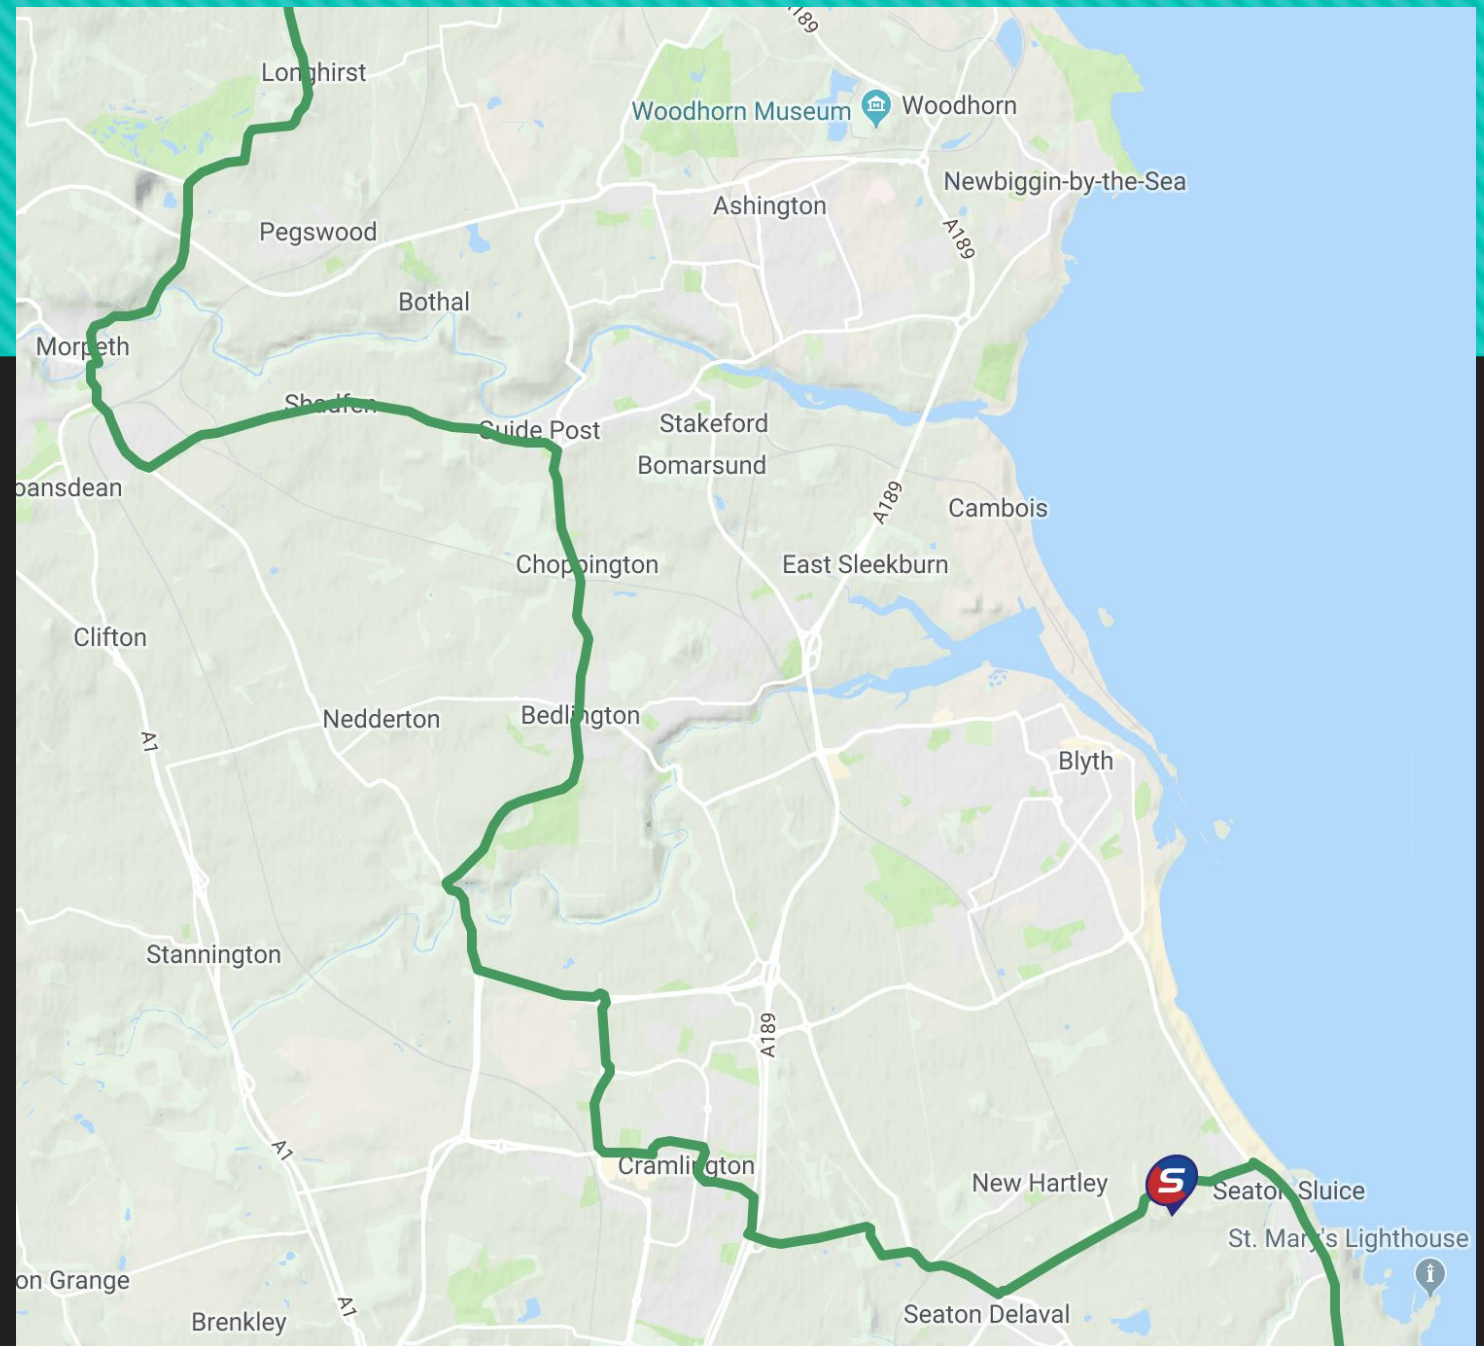 A189
Longhirst
Woodhorn Museum
Woodhorn
Newbiggin-by-the-Sea
Ashington
Pegswood
A189
Bothal
Morpeth
Shadfen
Guide Post
Stakeford
Bomarsund
oansdean
A189
Cambois
Choppington
East Sleekburn
Clifton
Nedderton
Bedlington
A1
Blyth
Stannington
A189
A1
Cramlington
New Hartley
S
Seaton Sluice
St. Mary's Lighthouse
on Grange
A1
Brenkley
Seaton Delaval